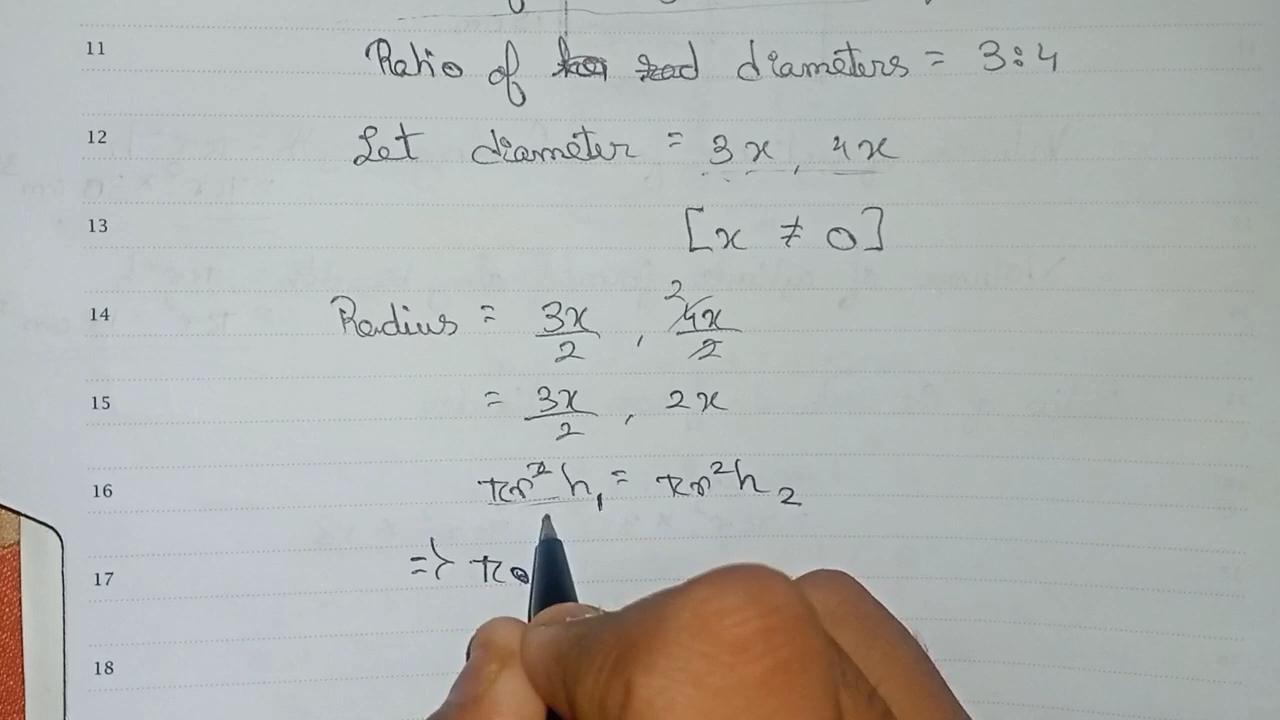 11 Ratio of diameters = 3:4
12 Let diameter = 3x, 4x
13 [x ≠ 0]
14 Radius = 3x/2, 2 4x/2
15 = 3x/2, 2x
16 πr²h₁ = πr²h₂
17 => π
18